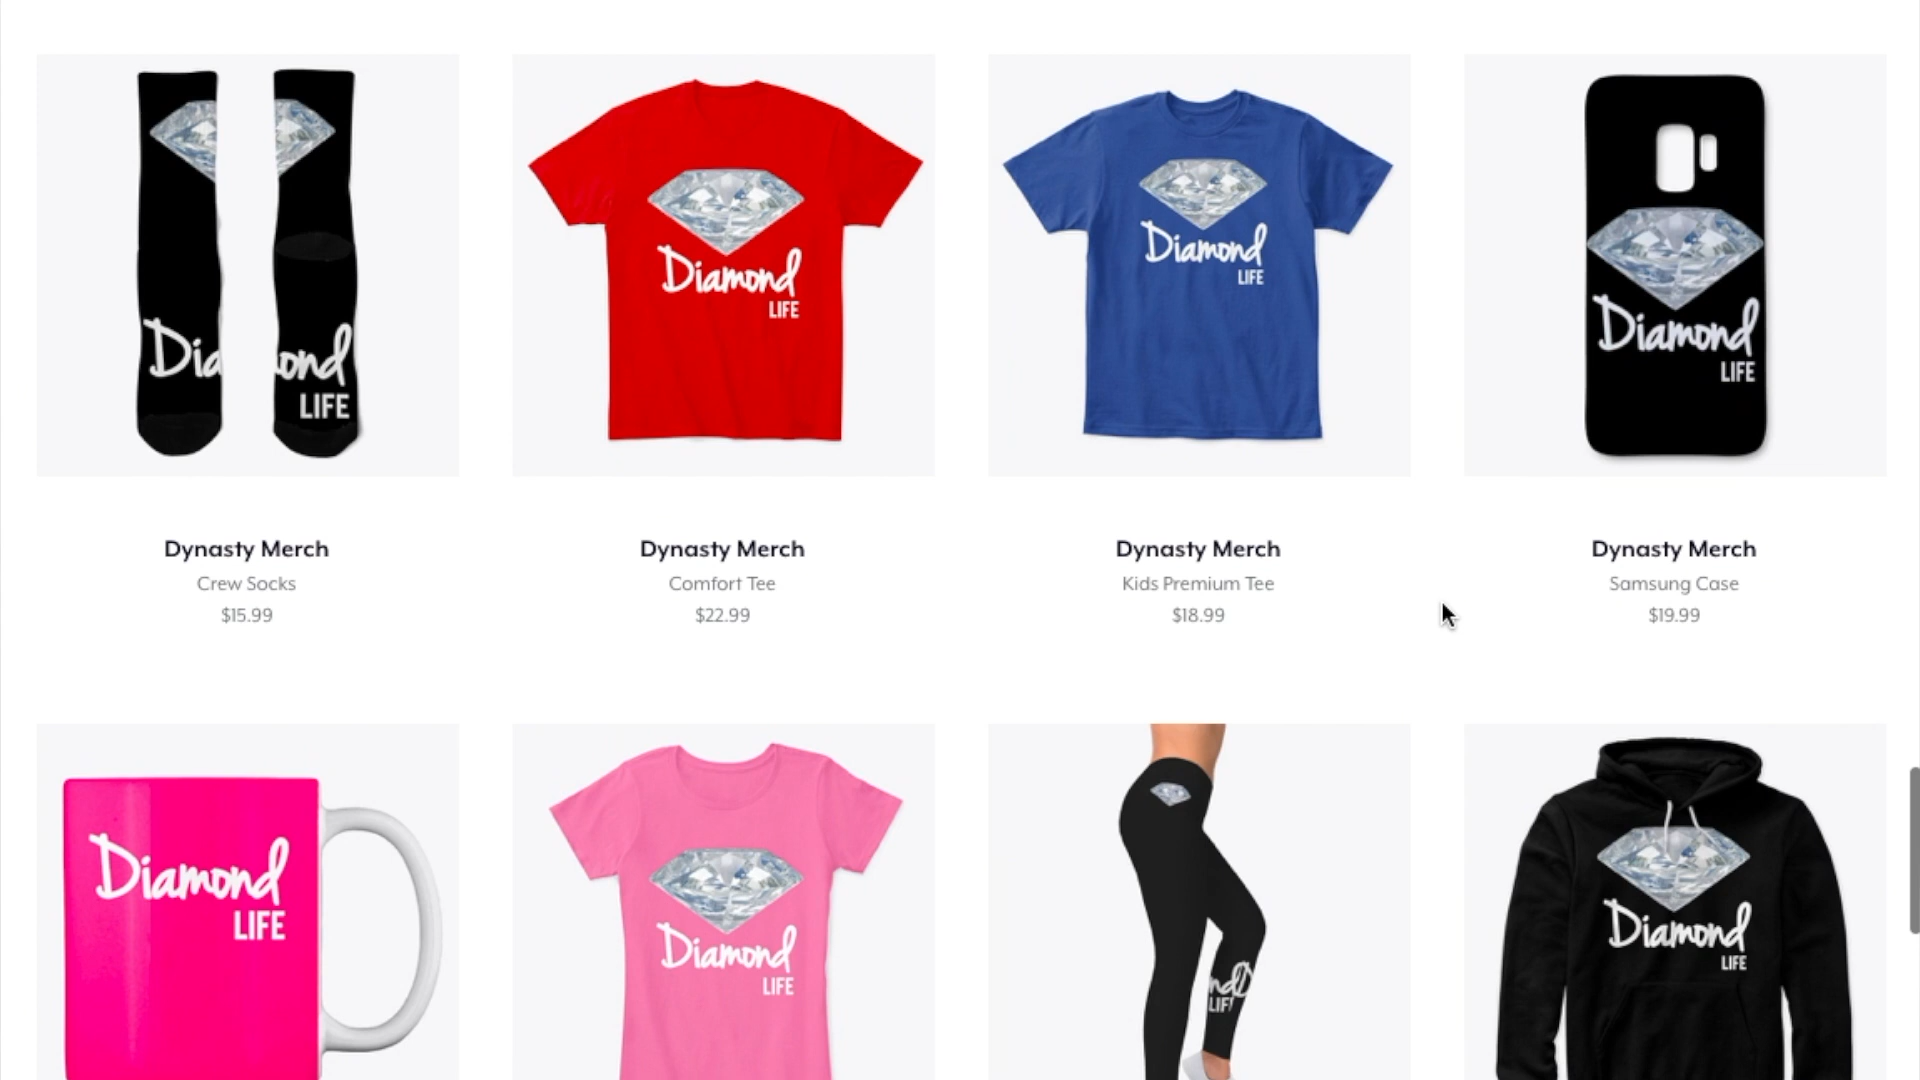 Dia
ond
LIFE
Diamond
LIFE
Diamond
LIFE
Diamond
LIFE
Dynasty Merch
Crew Socks
$15.99
Dynasty Merch
Comfort Tee
$22.99
Dynasty Merch
Kids Premium Tee
$18.99
Dynasty Merch
Samsung Case
$19.99
Diamond
LIFE
Diamond
LIFE
nd D
LIF
Diamond
LIFE